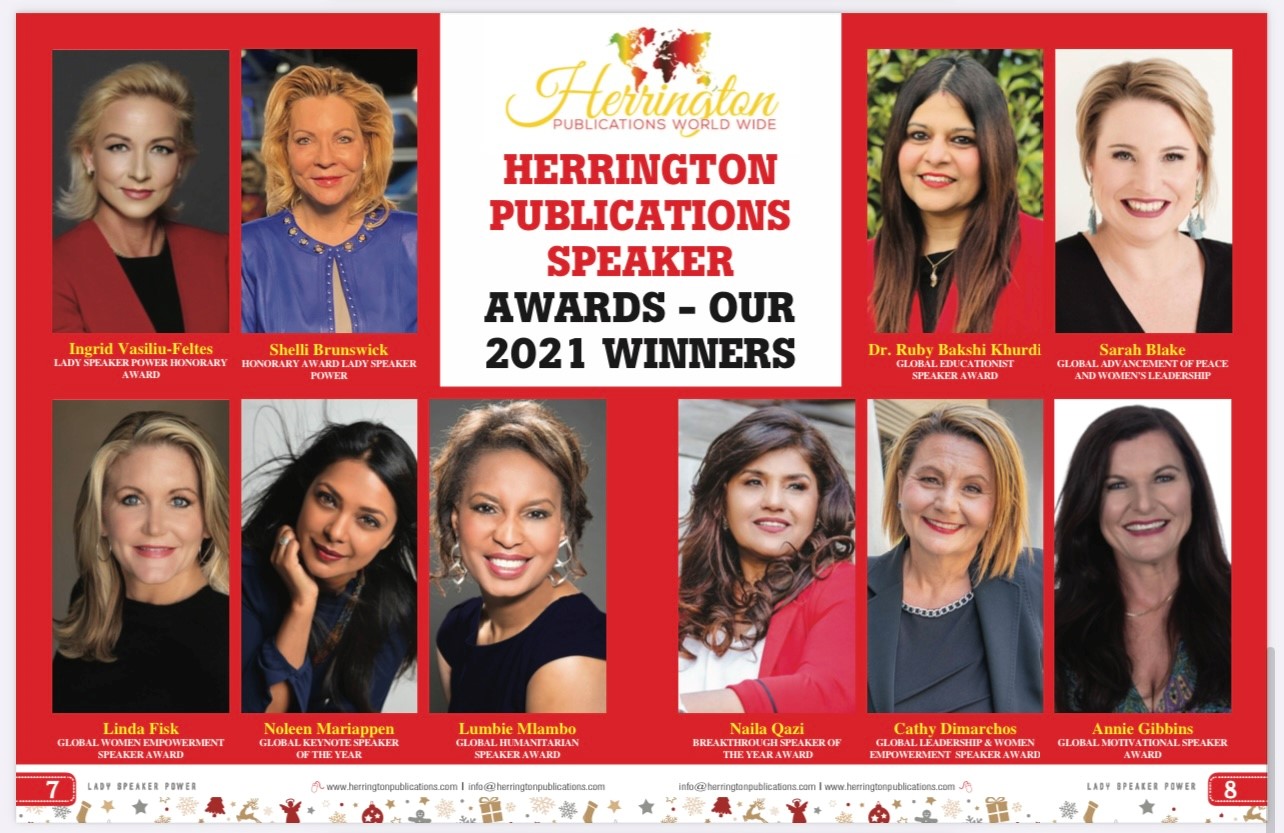 Herrington
PUBLICATIONS WORLD WIDE
HERRINGTON
PUBLICATIONS
SPEAKER
AWARDS – OUR
2021 WINNERS
Ingrid Vasiliu-Feltes
LADY SPEAKER POWER HONORARY
AWARD
Shelli Brunswick
HONORARY AWARD LADY SPEAKER
POWER
Dr. Ruby Bakshi Khurdi
GLOBAL EDUCATIONIST
SPEAKER AWARD
Sarah Blake
GLOBAL ADVANCEMENT OF PEACE
AND WOMEN'S LEADERSHIP
Linda Fisk
GLOBAL WOMEN EMPOWERMENT
SPEAKER AWARD
Noleen Mariappen
GLOBAL KEYNOTE SPEAKER
OF THE YEAR
Lumbie Mlambo
GLOBAL HUMANITARIAN
SPEAKER AWARD
Naila Qazi
BREAKTHROUGH SPEAKER OF
THE YEAR AWARD
Cathy Dimarchos
GLOBAL LEADERSHIP & WOMEN
EMPOWERMENT SPEAKER AWARD
Annie Gibbins
GLOBAL MOTIVATIONAL SPEAKER
AWARD
7
LADY SPEAKER POWER
www.herringtonpublications.com | info@herringtonpublications.com
info@herringtonpublications.com | www.herringtonpublications.com
LADY SPEAKER POWER
8